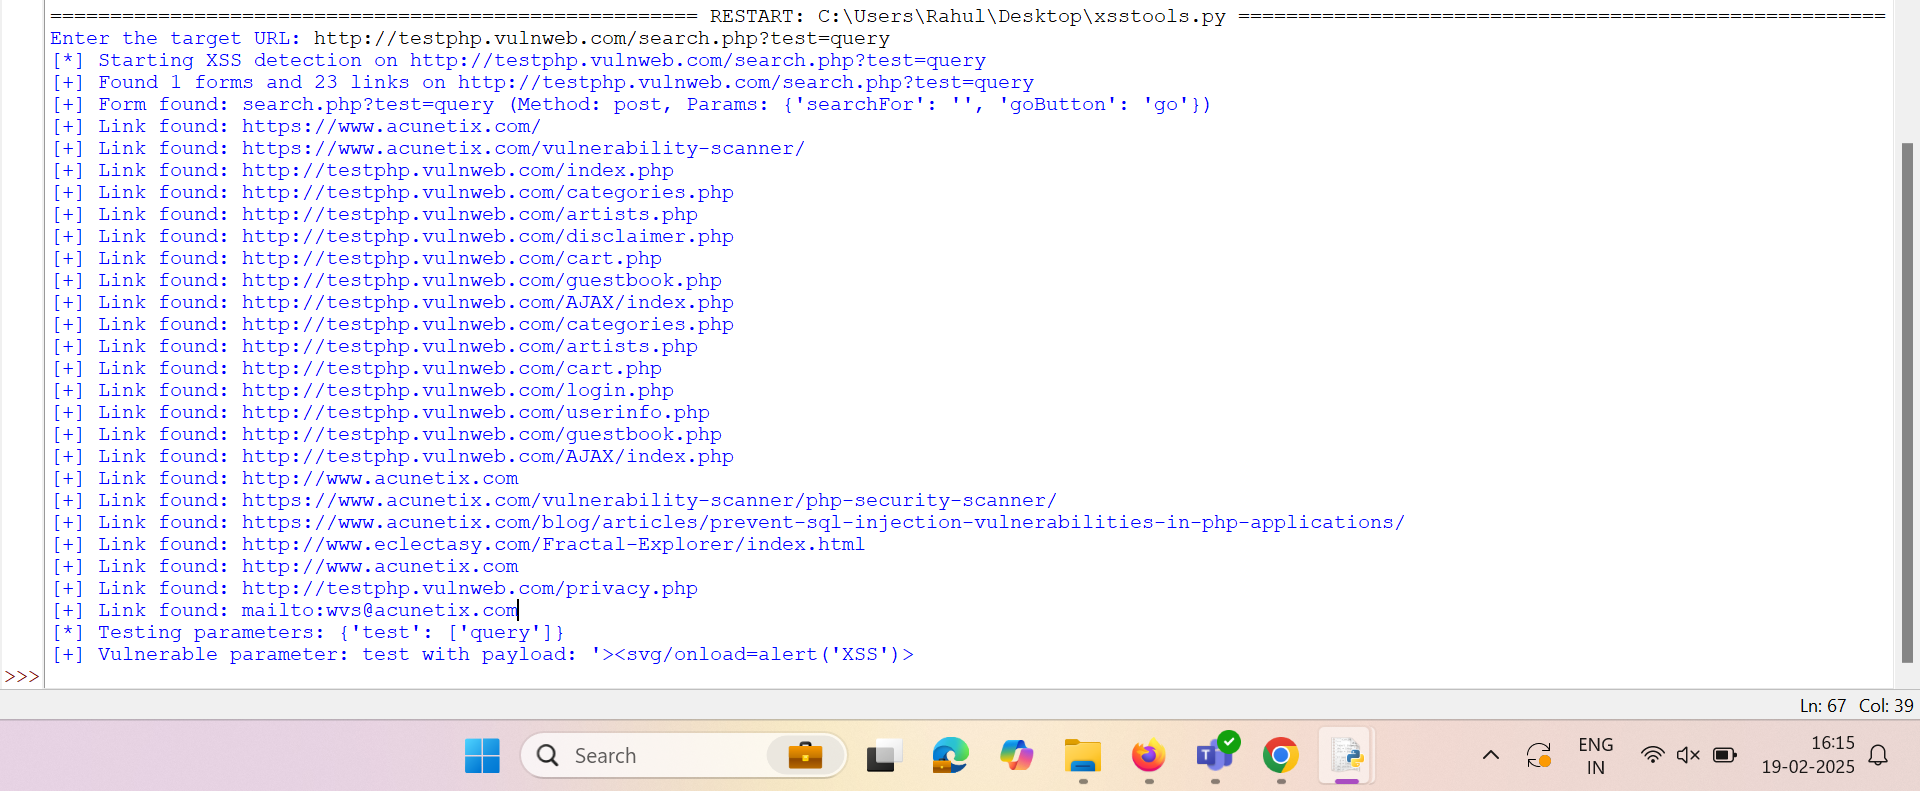 ====================================================== RESTART: C:\Users\Rahul\Desktop\xsstools.py ======================================================
Enter the target URL: http://testphp.vulnweb.com/search.php?test=query
[*] Starting XSS detection on http://testphp.vulnweb.com/search.php?test=query
[+] Found 1 forms and 23 links on http://testphp.vulnweb.com/search.php?test=query
[+] Form found: search.php?test=query (Method: post, Params: {'searchFor': '', 'goButton': 'go'})
[+] Link found: https://www.acunetix.com/
[+] Link found: https://www.acunetix.com/vulnerability-scanner/
[+] Link found: http://testphp.vulnweb.com/index.php
[+] Link found: http://testphp.vulnweb.com/categories.php
[+] Link found: http://testphp.vulnweb.com/artists.php
[+] Link found: http://testphp.vulnweb.com/disclaimer.php
[+] Link found: http://testphp.vulnweb.com/cart.php
[+] Link found: http://testphp.vulnweb.com/guestbook.php
[+] Link found: http://testphp.vulnweb.com/AJAX/index.php
[+] Link found: http://testphp.vulnweb.com/categories.php
[+] Link found: http://testphp.vulnweb.com/artists.php
[+] Link found: http://testphp.vulnweb.com/cart.php
[+] Link found: http://testphp.vulnweb.com/login.php
[+] Link found: http://testphp.vulnweb.com/userinfo.php
[+] Link found: http://testphp.vulnweb.com/guestbook.php
[+] Link found: http://testphp.vulnweb.com/AJAX/index.php
[+] Link found: http://www.acunetix.com
[+] Link found: https://www.acunetix.com/vulnerability-scanner/php-security-scanner/
[+] Link found: https://www.acunetix.com/blog/articles/prevent-sql-injection-vulnerabilities-in-php-applications/
[+] Link found: http://www.eclectasy.com/Fractal-Explorer/index.html
[+] Link found: http://www.acunetix.com
[+] Link found: http://testphp.vulnweb.com/privacy.php
[+] Link found: mailto:wvs@acunetix.com
[*] Testing parameters: {'test': ['query']}
[+] Vulnerable parameter: test with payload: '><svg/onload=alert('XSS')>
>>>
Ln: 67 Col: 39
Search
ENG
IN
16:15
19-02-2025